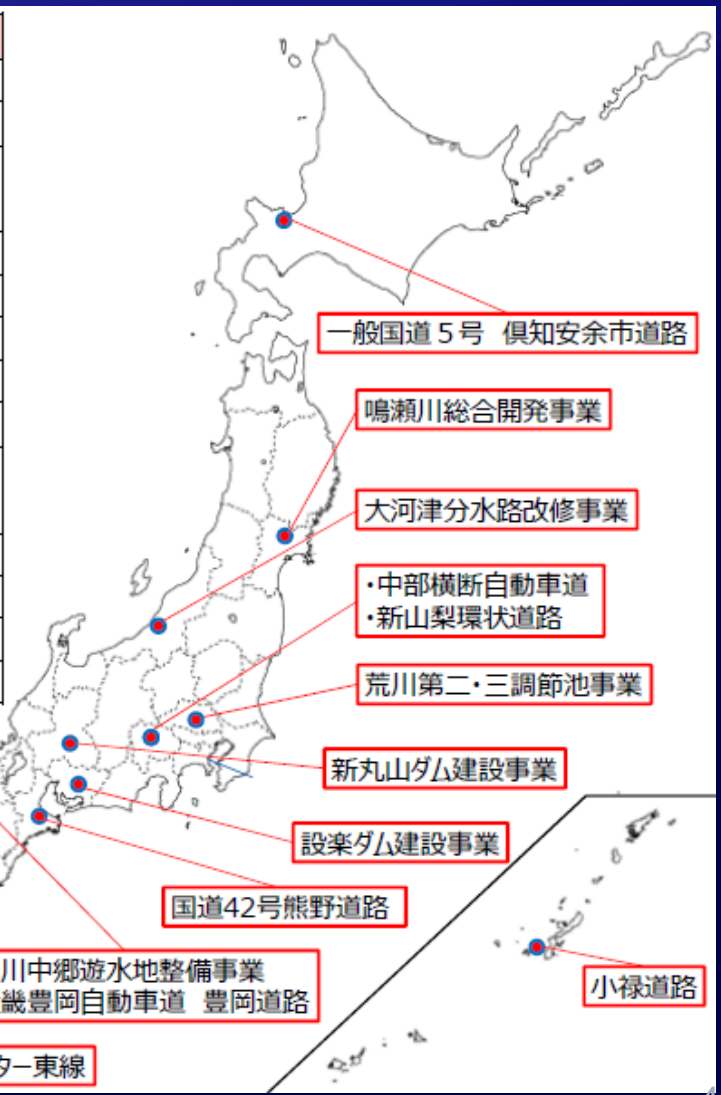 一般国道5号 倶知安余市道路
鳴瀬川総合開発事業
大河津分水路改修事業
・中部横断自動車道
・新山梨環状道路
荒川第二・三調節池事業
新丸山ダム建設事業
設楽ダム建設事業
国道42号熊野道路
川中郷遊水地整備事業
畿豊岡自動車道 豊岡道路
ター東線
小禄道路